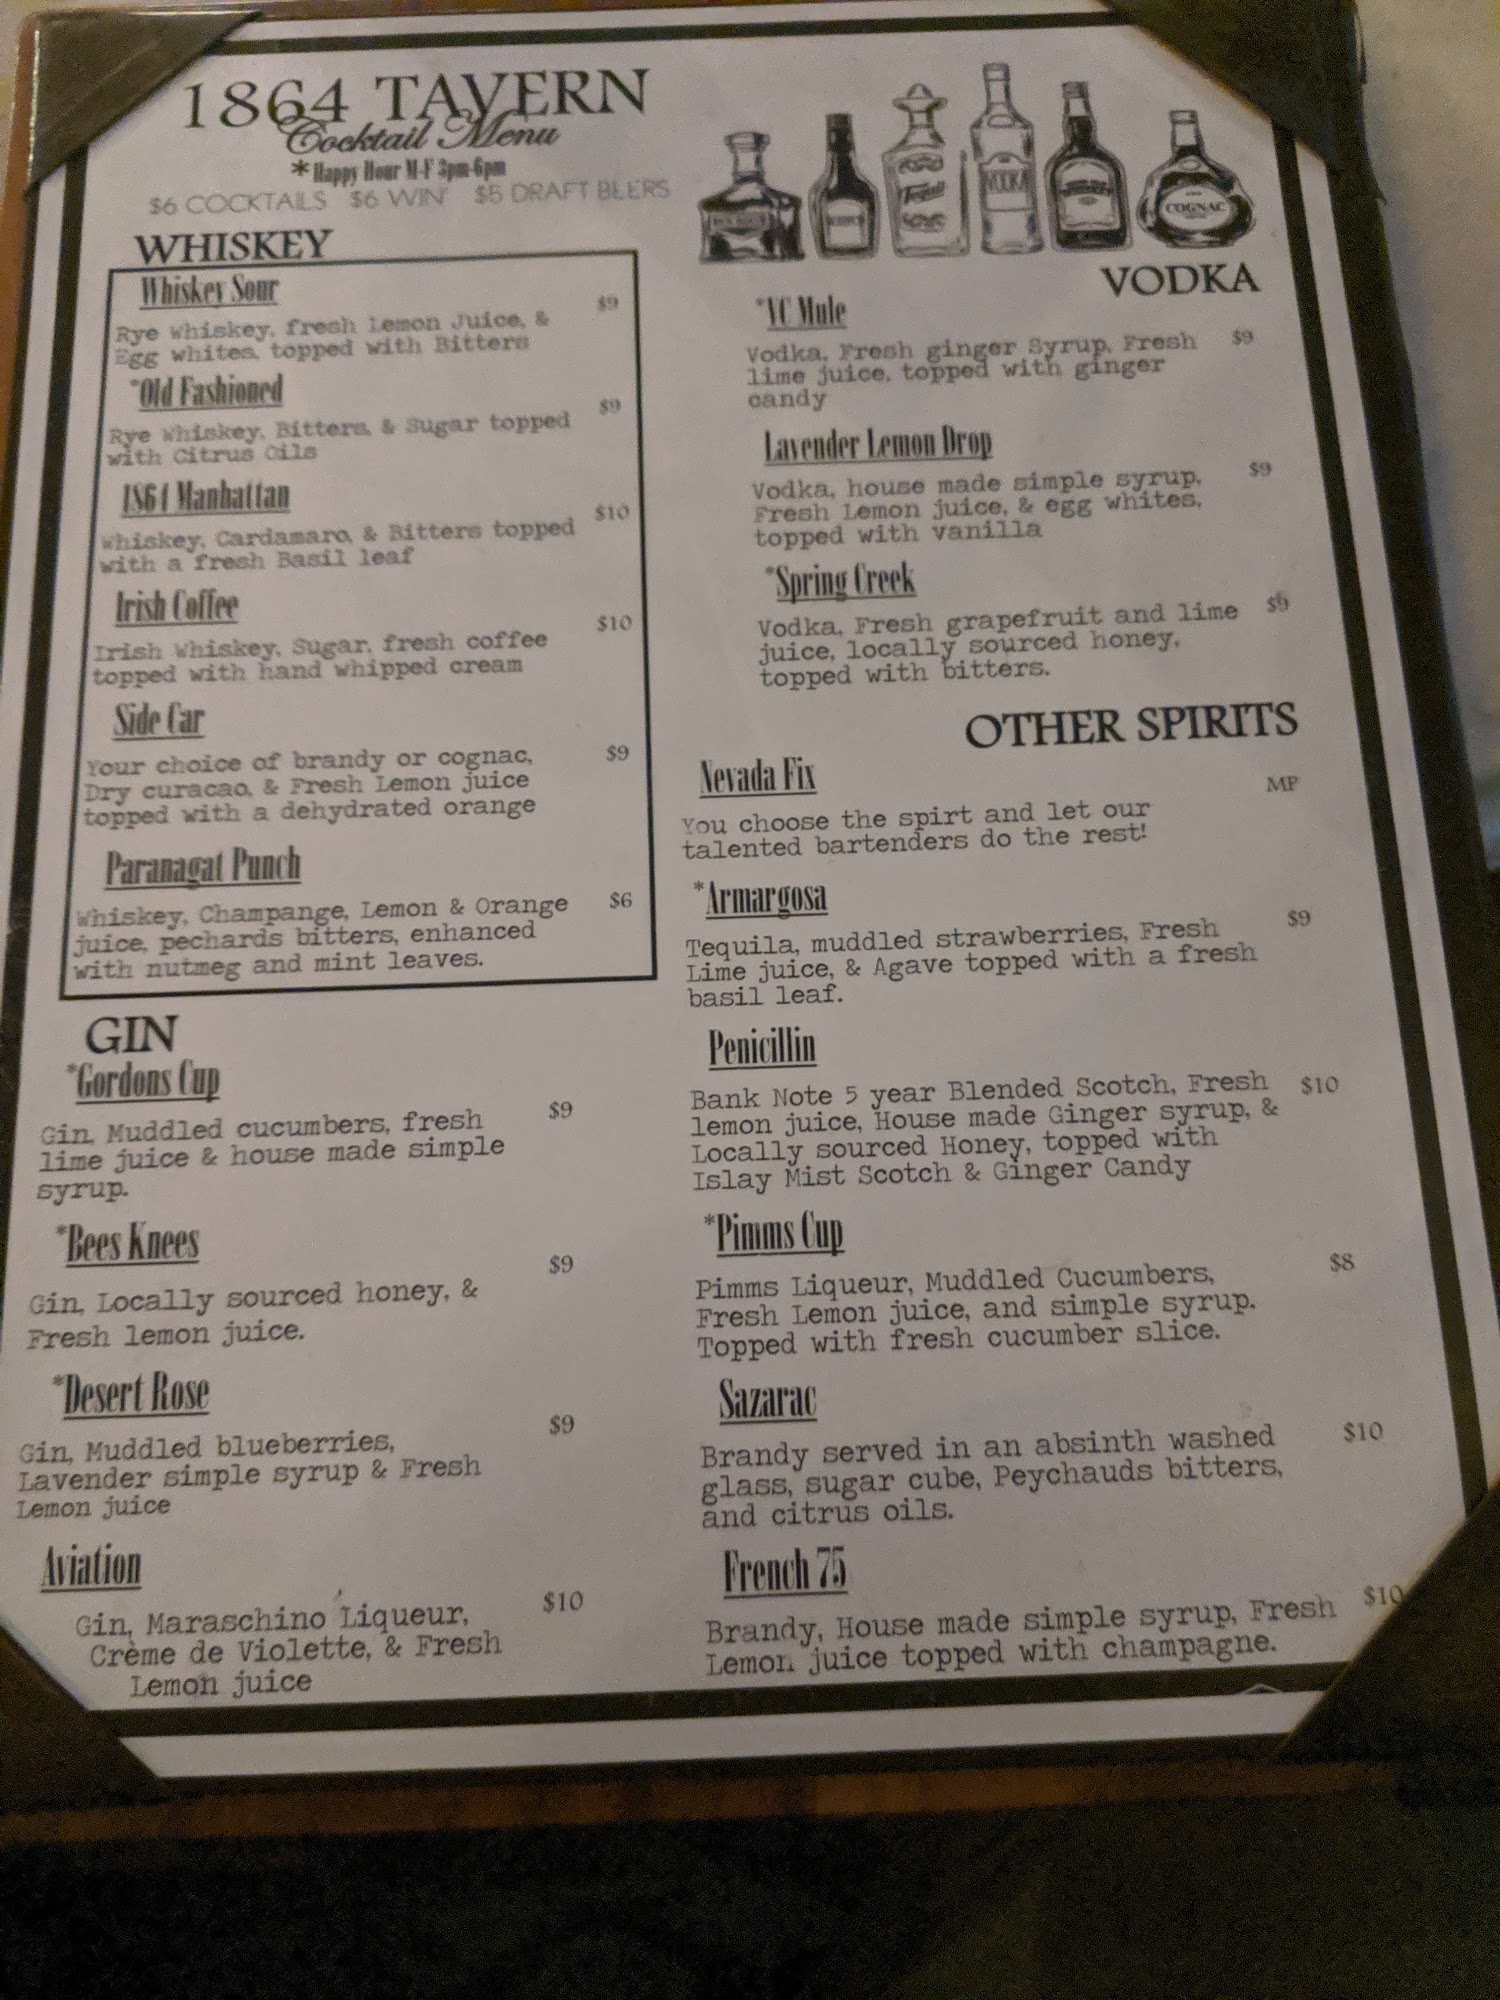 1864 TAVERN
Cocktail Menu
*Happy Hour M-F 3pm-6pm
$6 COCKTAILS $6 WIN $5 DRAFT BEERS
WHISKEY
Whiskey Sour
$9
Rye Whiskey, fresh Lemon Juice, &
Egg whites, topped with Bitters
*Old Fashioned
$9
Rye Whiskey, Bitters, & Sugar topped
with Citrus Oils
1864 Manhattan
$10
Whiskey, Cardamaro, & Bitters topped
with a fresh Basil leaf
Irish Coffee
$10
Irish Whiskey, Sugar, fresh coffee
topped with hand whipped cream
Side Car
$9
Your choice of brandy or cognac,
Dry curacao, & Fresh Lemon juice
topped with a dehydrated orange
Paranagat Punch
$6
Whiskey, Champange, Lemon & Orange
juice, pechards bitters, enhanced
with nutmeg and mint leaves.
GIN
*Gordons Cup
$9
Gin, Muddled cucumbers, fresh
lime juice & house made simple
syrup.
*Bees Knees
$9
Gin, Locally sourced honey, &
Fresh lemon juice.
*Desert Rose
$9
Gin, Muddled blueberries,
Lavender simple syrup & Fresh
Lemon juice
Aviation
$10
Gin, Maraschino Liqueur,
Crème de Violette, & Fresh
Lemon juice
VODKA
COGNAC
VODKA
*VC Mule
$9
Vodka, Fresh ginger Syrup, Fresh
lime juice, topped with ginger
candy
Lavender Lemon Drop
$9
Vodka, house made simple syrup,
Fresh Lemon juice, & egg whites,
topped with vanilla
*Spring Creek
$9
Vodka, Fresh grapefruit and lime
juice, locally sourced honey,
topped with bitters.
OTHER SPIRITS
Nevada Fix
MP
You choose the spirt and let our
talented bartenders do the rest!
*Armargosa
$9
Tequila, muddled strawberries, Fresh
Lime juice, & Agave topped with a fresh
basil leaf.
Penicillin
$10
Bank Note 5 year Blended Scotch, Fresh
lemon juice, House made Ginger syrup, &
Locally sourced Honey, topped with
Islay Mist Scotch & Ginger Candy
*Pimms Cup
$8
Pimms Liqueur, Muddled Cucumbers,
Fresh Lemon juice, and simple syrup.
Topped with fresh cucumber slice.
Sazarac
$10
Brandy served in an absinth washed
glass, sugar cube, Peychauds bitters,
and citrus oils.
French 75
$10
Brandy, House made simple syrup, Fresh
Lemon juice topped with champagne.